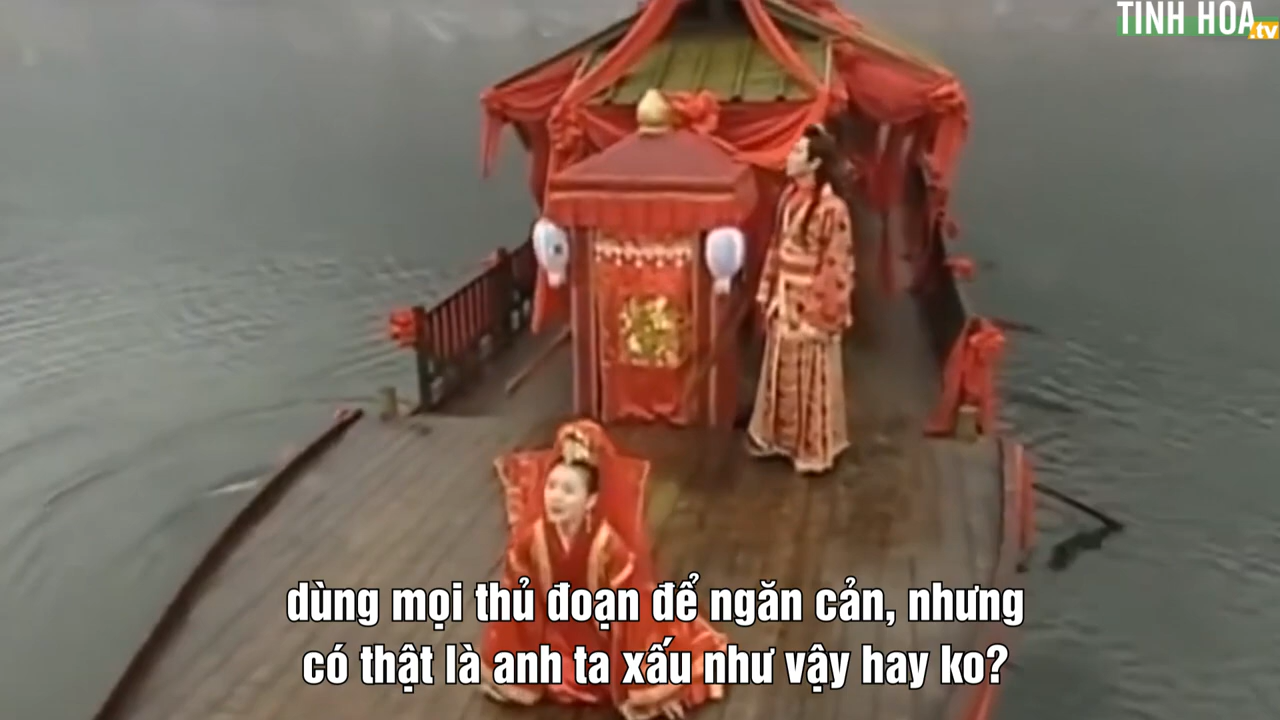 TINH HOA
.tv
dùng mọi thủ đoạn để ngăn cản, nhưng
có thật là anh ta xấu như vậy hay ko?